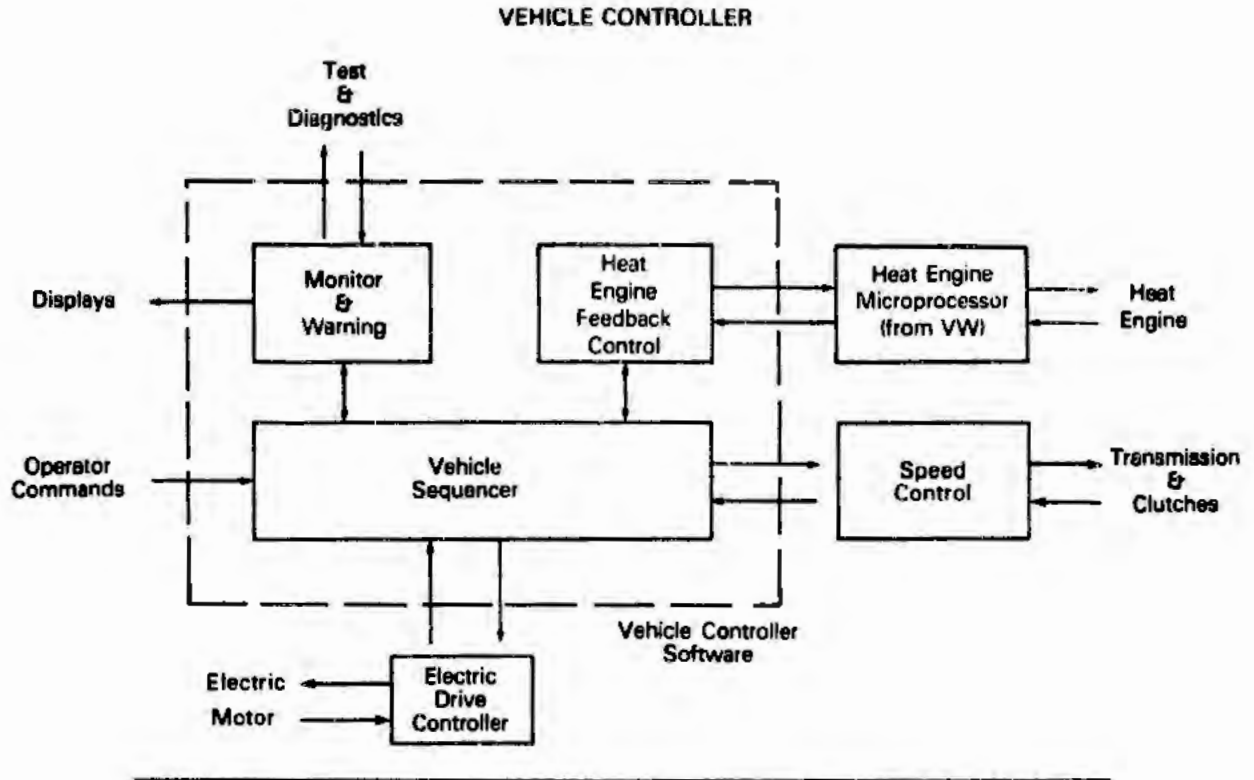 VEHICLE CONTROLLER
Test
&
Diagnostics
Monitor
&
Warning
Heat
Engine
Feedback
Control
Heat Engine
Microprocessor
(from VW)
Heat
Engine
Displays
Operator
Commands
Vehicle
Sequencer
Speed
Control
Transmission
&
Clutches
Vehicle Controller
Software
Electric
Motor
Electric
Drive
Controller